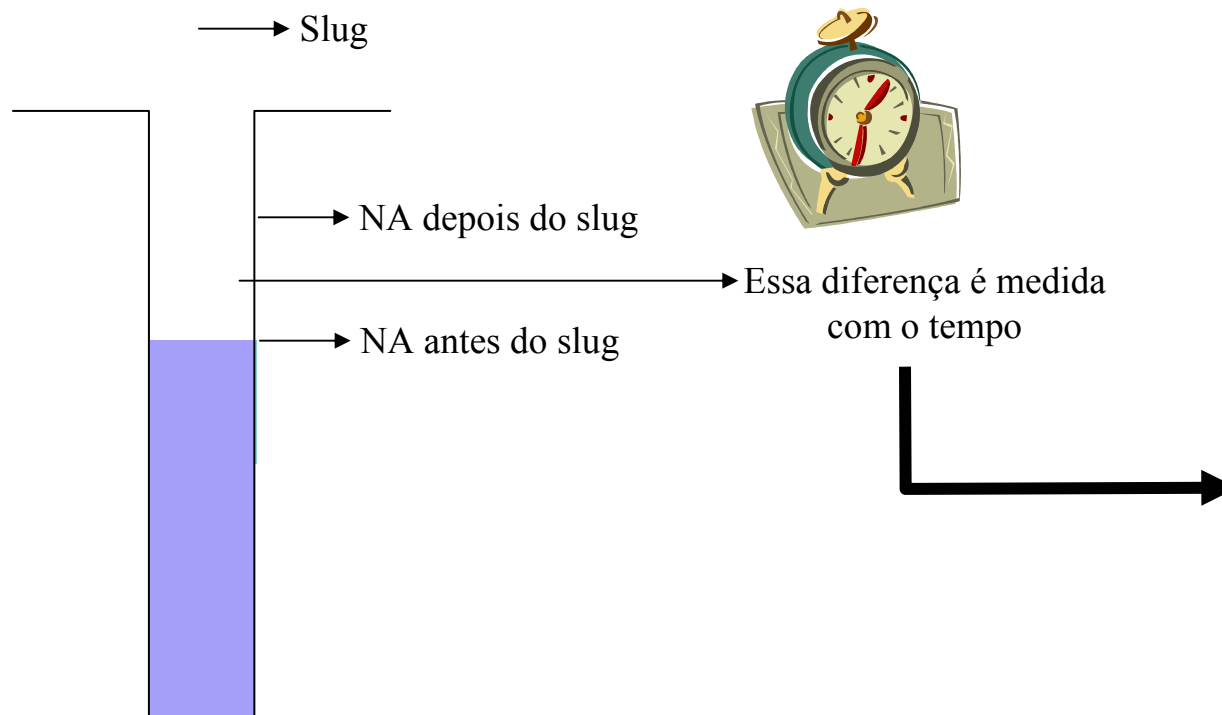 Slug
NA depois do slug
Essa diferença é medida
com o tempo
NA antes do slug